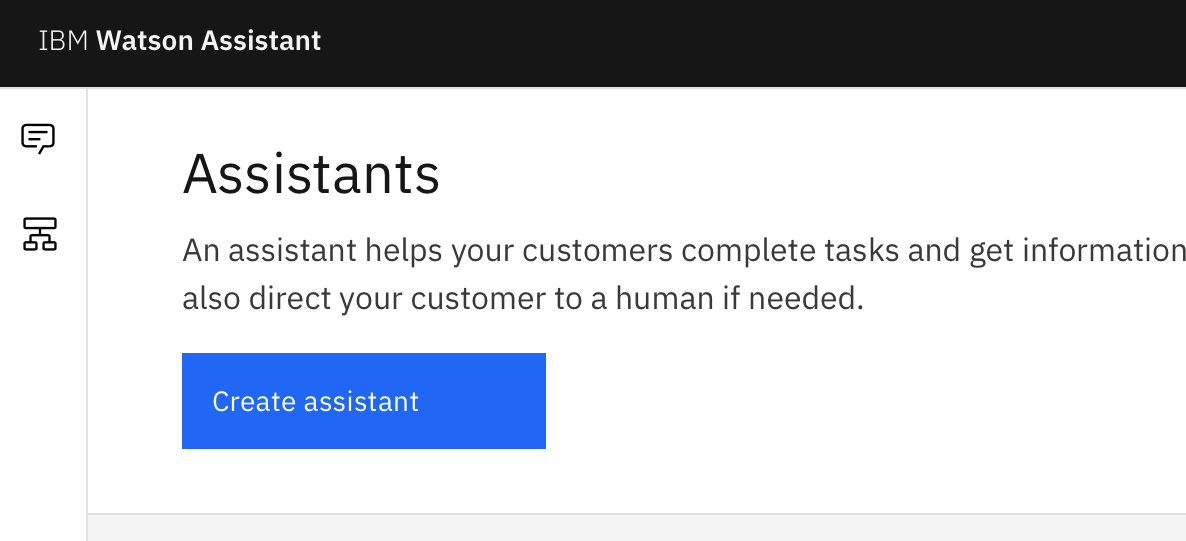 IBM Watson Assistant
Assistants
An assistant helps your customers complete tasks and get information
also direct your customer to a human if needed.
Create assistant